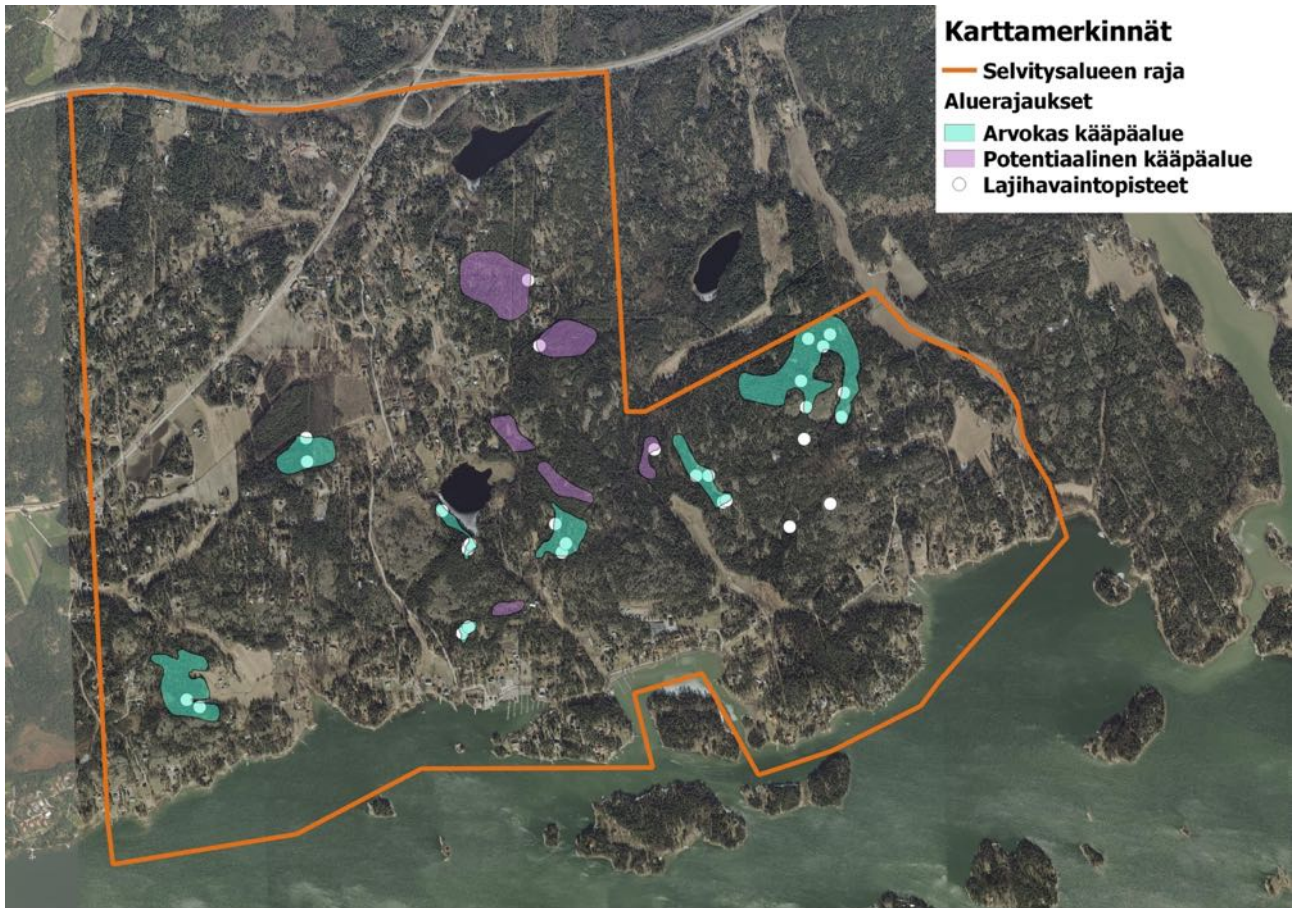 Karttamerkinnät
Selvitysalueen raja
Aluerajaukset
Arvokas kääpäalue
Potentiaalinen kääpäalue
Lajihavaintopisteet